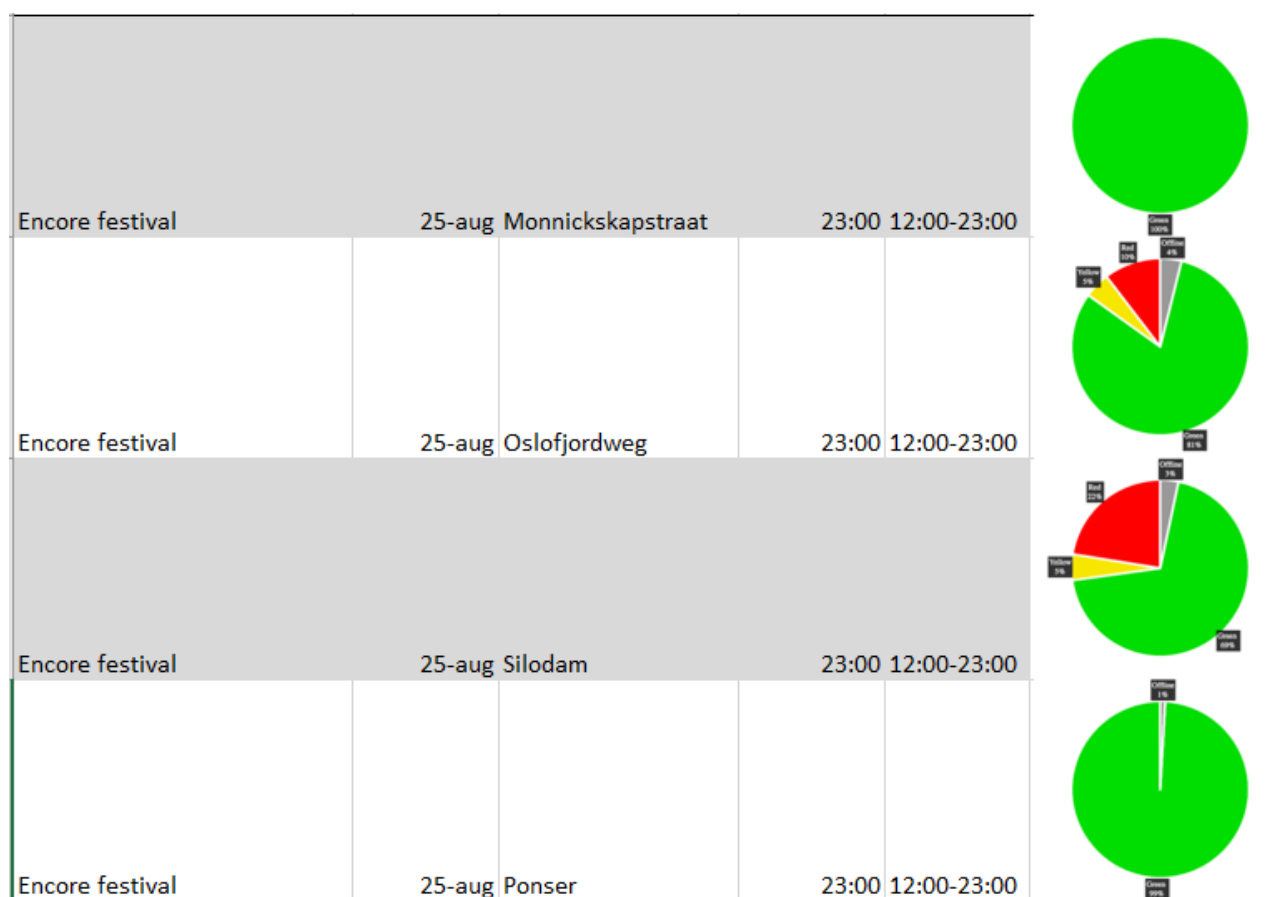 Encore festival 25-aug Monnickskapstraat 23:00 12:00-23:00
Green
100%
Red
10%
Offline
4%
Yellow
5%
Encore festival 25-aug Oslofjordweg 23:00 12:00-23:00
Green
81%
Offline
3%
Red
22%
Yellow
5%
Green
69%
Encore festival 25-aug Silodam 23:00 12:00-23:00
Offline
1%
Encore festival 25-aug Ponser 23:00 12:00-23:00
Green
99%